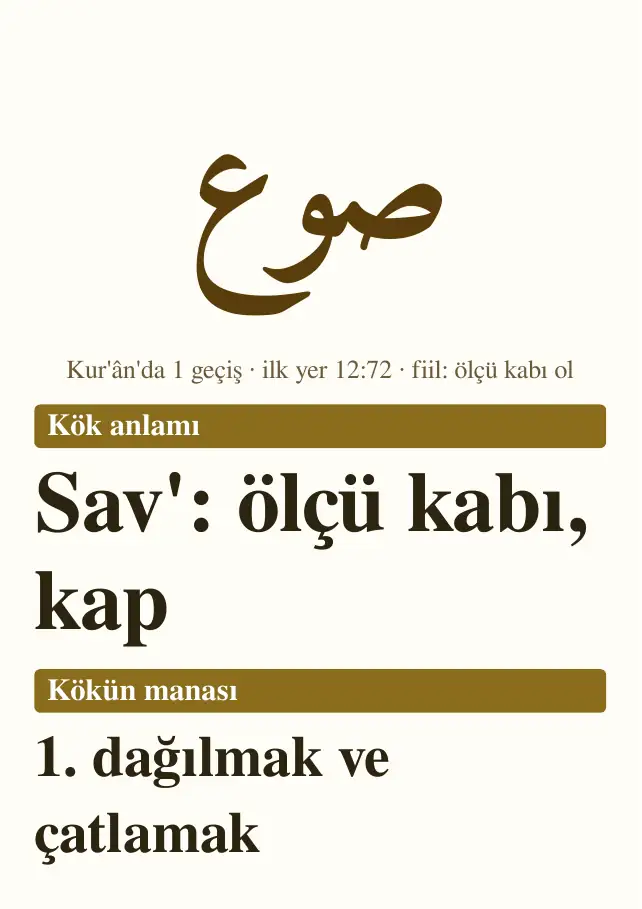 صوع
Kur'ân'da 1 geçiş · ilk yer 12:72 · fiil: ölçü kabı ol
Kök anlamı
Sav': ölçü kabı,
kap
Kökün manası
1. dağılmak ve
çatlamak